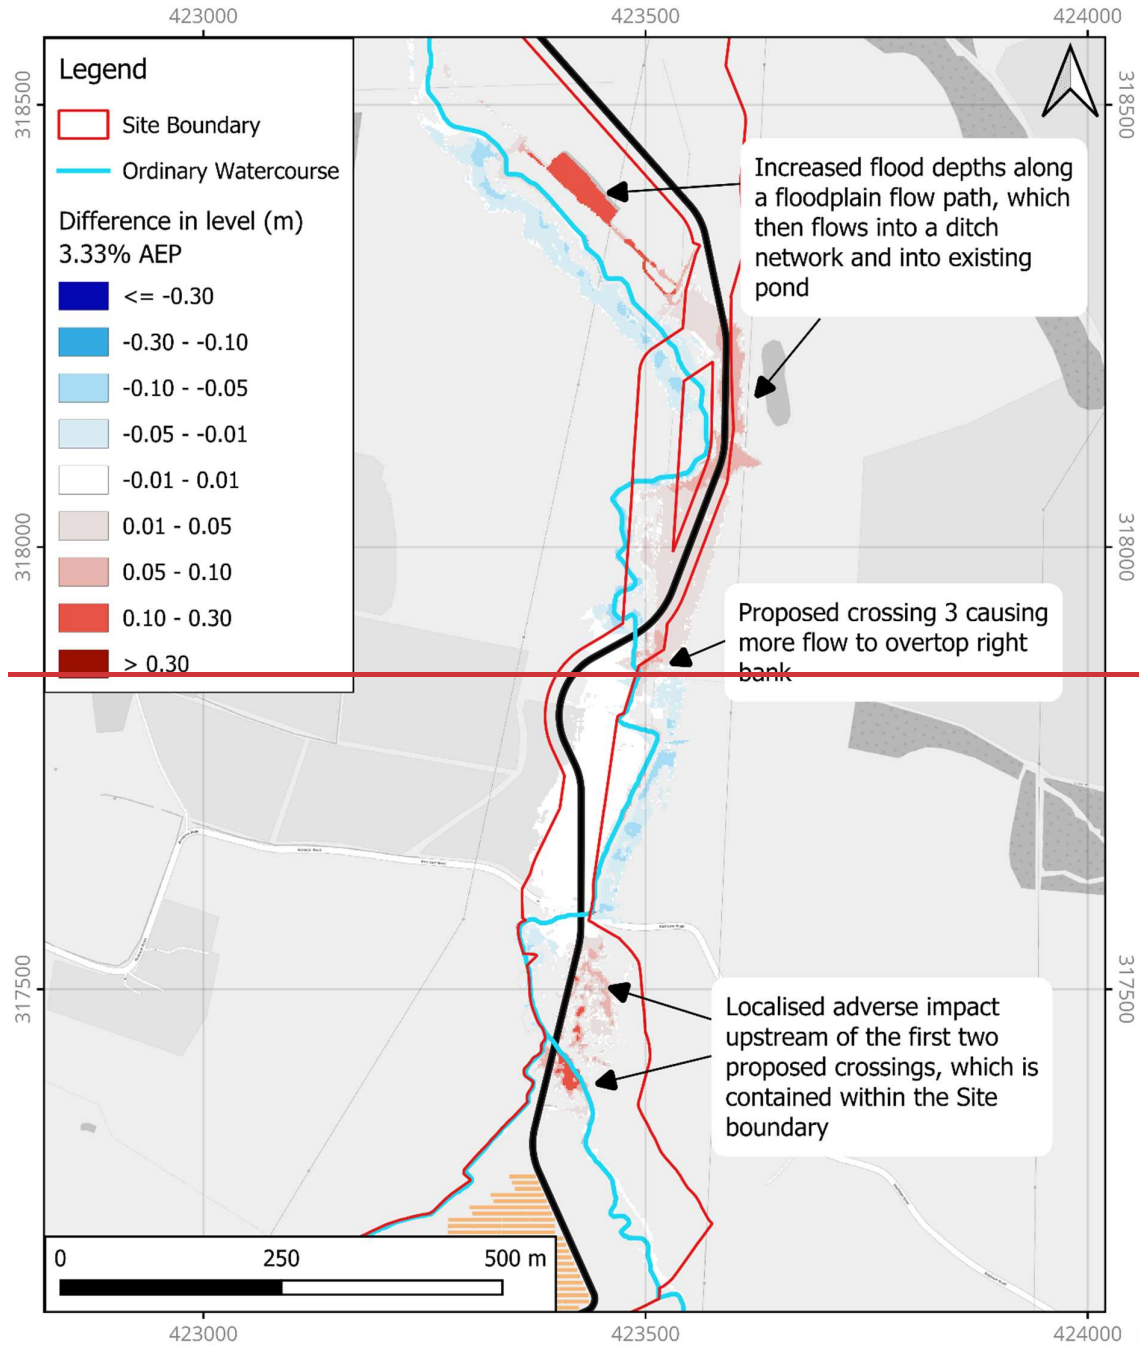 423000 423500 424000
Legend
Site Boundary
Ordinary Watercourse
Difference in level (m)
3.33% AEP
<= -0.30
-0.30 - -0.10
-0.10 - -0.05
-0.05 - -0.01
-0.01 - 0.01
0.01 - 0.05
0.05 - 0.10
0.10 - 0.30
> 0.30
318500
318000
317500
Increased flood depths along
a floodplain flow path, which
then flows into a ditch
network and into existing
pond
Proposed crossing 3 causing
more flow to overtop right
bank
Localised adverse impact
upstream of the first two
proposed crossings, which is
contained within the Site
boundary
318500
318000
317500
0 250 500 m
423000 423500 424000